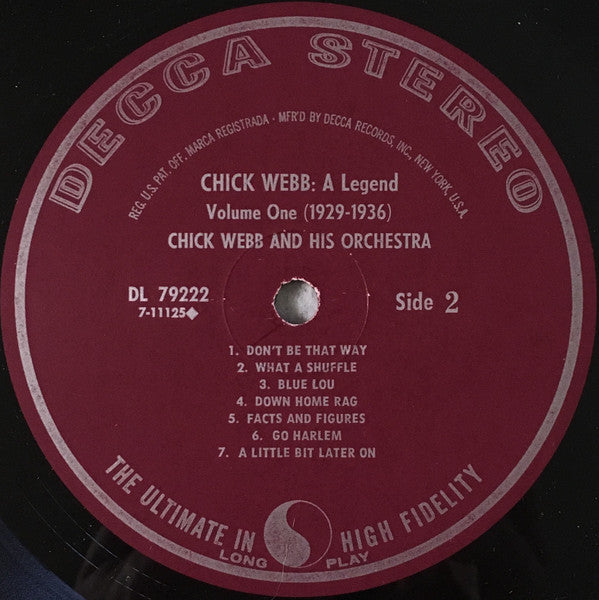 DECCA STEREO
REG. U.S. PAT. OFF. MARCA REGISTRADA • MFR'D BY DECCA RECORDS, INC., NEW YORK, U.S.A.
CHICK WEBB: A Legend
Volume One (1929-1936)
CHICK WEBB AND HIS ORCHESTRA
DL 79222
7-11125◆
Side 2
1. DON'T BE THAT WAY
2. WHAT A SHUFFLE
3. BLUE LOU
4. DOWN HOME RAG
5. FACTS AND FIGURES
6. GO HARLEM
7. A LITTLE BIT LATER ON
THE ULTIMATE IN HIGH FIDELITY
LONG PLAY